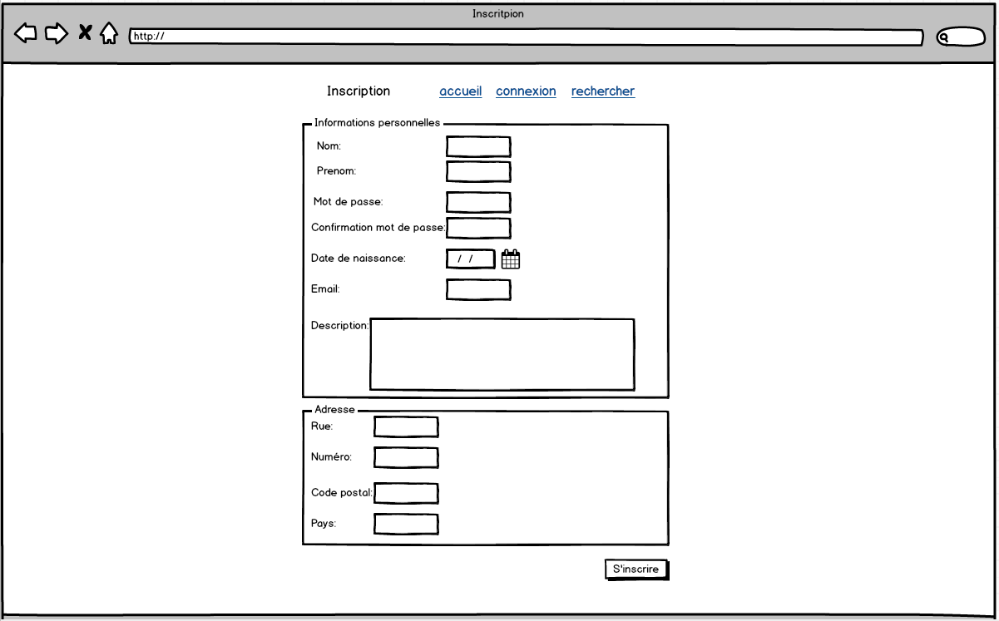 Inscritpion
http://
Inscription accueil connexion rechercher
Informations personnelles
Nom:
Prenom:
Mot de passe:
Confirmation mot de passe:
Date de naissance: / /
Email:
Description:
Adresse
Rue:
Numéro:
Code postal:
Pays:
S'inscrire